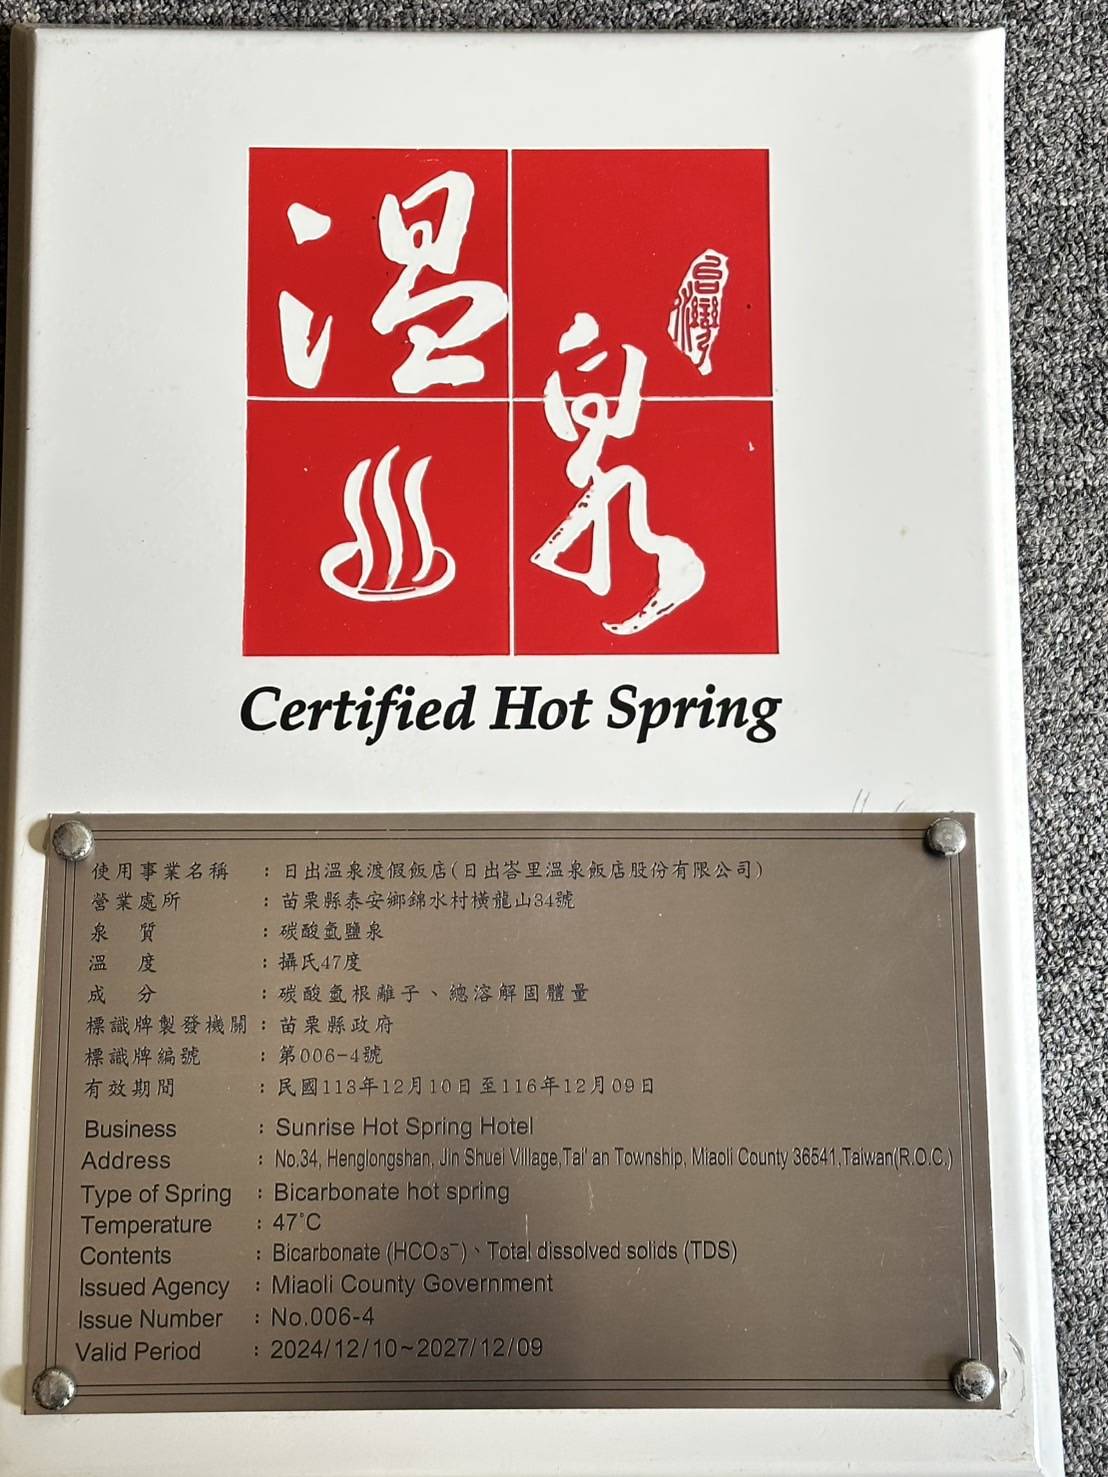 溫泉
台灣
Certified Hot Spring
使用事業名稱 : 日出溫泉渡假飯店(日出峇里溫泉飯店股份有限公司)
營業處所 : 苗栗縣泰安鄉錦水村橫龍山34號
泉 質 : 碳酸氫鹽泉
溫 度 : 攝氏47度
成 分 : 碳酸氫根離子、總溶解固體量
標識牌製發機關 : 苗栗縣政府
標識牌編號 : 第006-4號
有效期間 : 民國113年12月10日至116年12月09日
Business : Sunrise Hot Spring Hotel
Address : No.34, Henglongshan, Jin Shuei Village,Tai' an Township, Miaoli County 36541,Taiwan(R.O.C.)
Type of Spring : Bicarbonate hot spring
Temperature : 47°C
Contents : Bicarbonate (HCO₃⁻)、Total dissolved solids (TDS)
Issued Agency : Miaoli County Government
Issue Number : No.006-4
Valid Period : 2024/12/10~2027/12/09